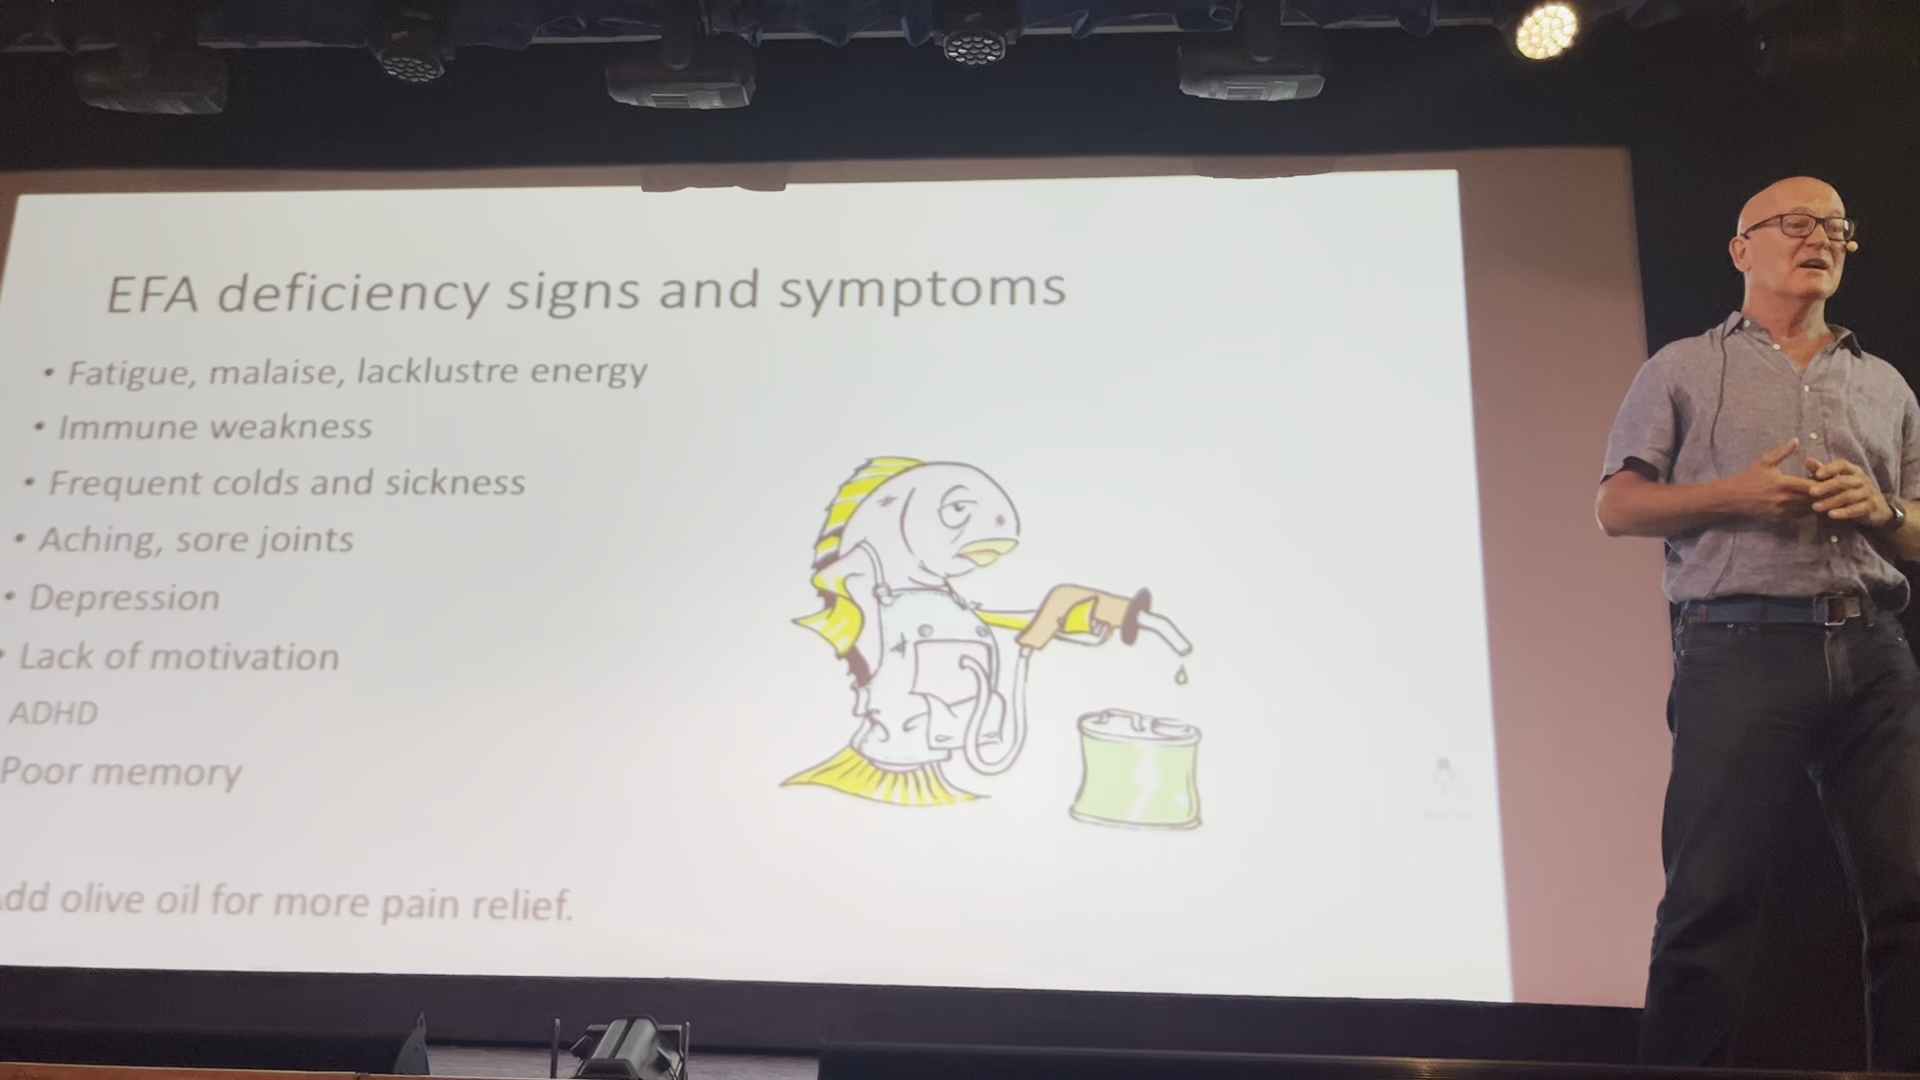 EFA deficiency signs and symptoms
• Fatigue, malaise, lacklustre energy
• Immune weakness
• Frequent colds and sickness
• Aching, sore joints
• Depression
• Lack of motivation
ADHD
Poor memory
dd olive oil for more pain relief.